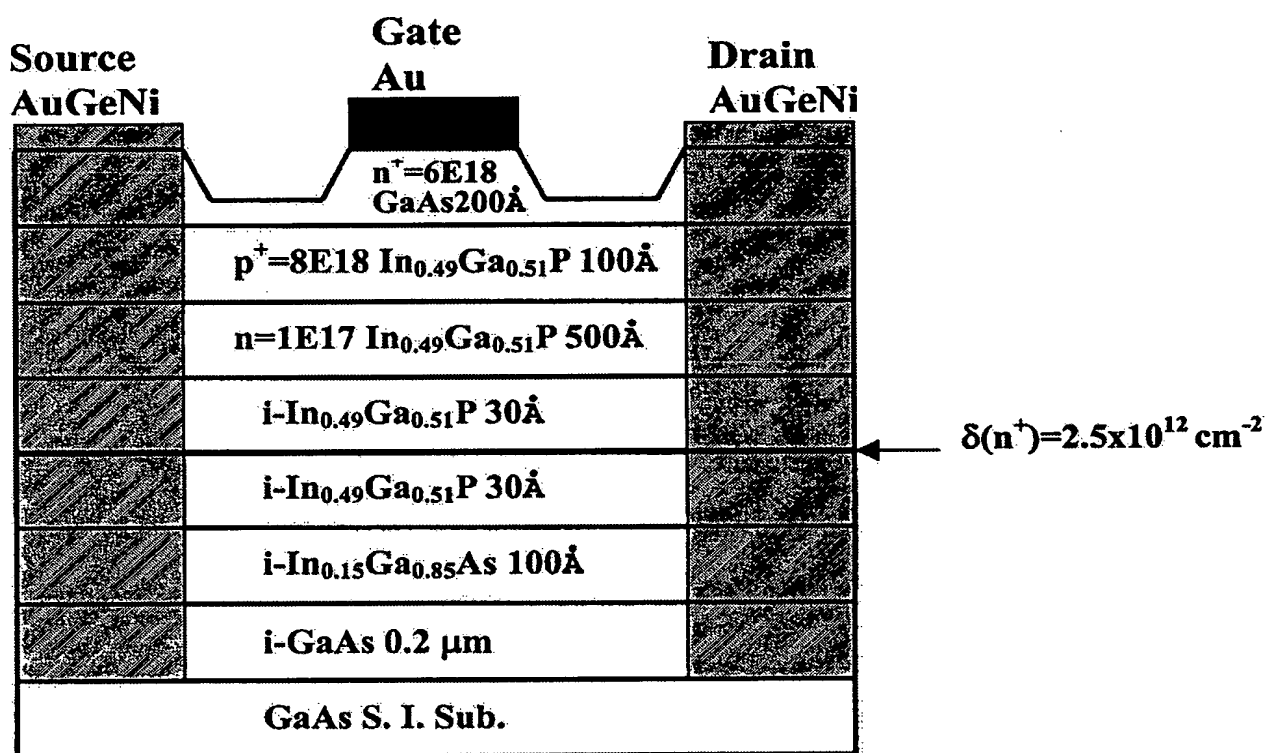 Gate
Au
Source
AuGeNi
Drain
AuGeNi
n⁺=6E18
GaAs200Å
p⁺=8E18 In₀.₄₉Ga₀.₅₁P 100Å
n=1E17 In₀.₄₉Ga₀.₅₁P 500Å
i-In₀.₄₉Ga₀.₅₁P 30Å
δ(n⁺)=2.5x10¹² cm⁻²
i-In₀.₄₉Ga₀.₅₁P 30Å
i-In₀.₁₅Ga₀.₈₅As 100Å
i-GaAs 0.2 μm
GaAs S. I. Sub.